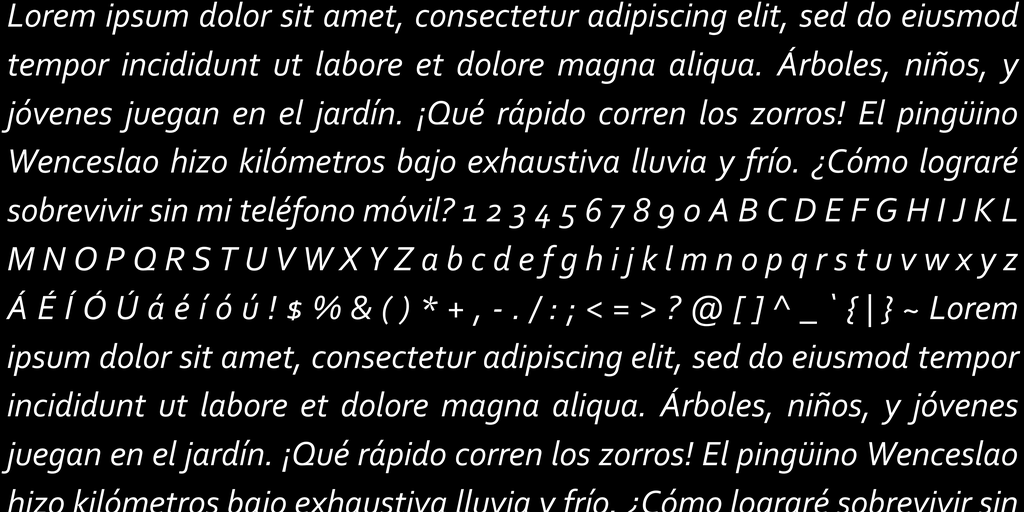 Lorem ipsum dolor sit amet, consectetur adipiscing elit, sed do eiusmod
tempor incididunt ut labore et dolore magna aliqua. Árboles, niños, y
jóvenes juegan en el jardín. ¡Qué rápido corren los zorros! El pingüino
Wenceslao hizo kilómetros bajo exhaustiva lluvia y frío. ¿Cómo lograré
sobrevivir sin mi teléfono móvil? 1 2 3 4 5 6 7 8 9 0 A B C D E F G H I J K L
M N O P Q R S T U V W X Y Z a b c d e f g h i j k l m n o p q r s t u v w x y z
Á É Í Ó Ú á é í ó ú ! $ % & ( ) * + , - . / : ; < = > ? @ [ ] ^ _ ` { | } ~ Lorem
ipsum dolor sit amet, consectetur adipiscing elit, sed do eiusmod tempor
incididunt ut labore et dolore magna aliqua. Árboles, niños, y jóvenes
juegan en el jardín. ¡Qué rápido corren los zorros! El pingüino Wenceslao
hizo kilómetros bajo exhaustiva lluvia y frío. ¿Cómo lograré sobrevivir sin